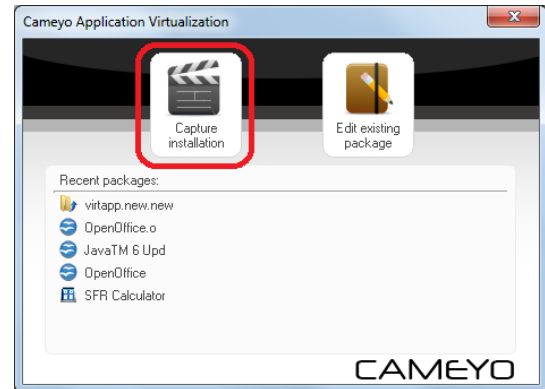 Cameyo Application Virtualization
Capture
installation
Edit existing
package
Recent packages:
virtapp.new.new
OpenOffice.o
JavaTM 6 Upd
OpenOffice
SFR Calculator
CAMEYO